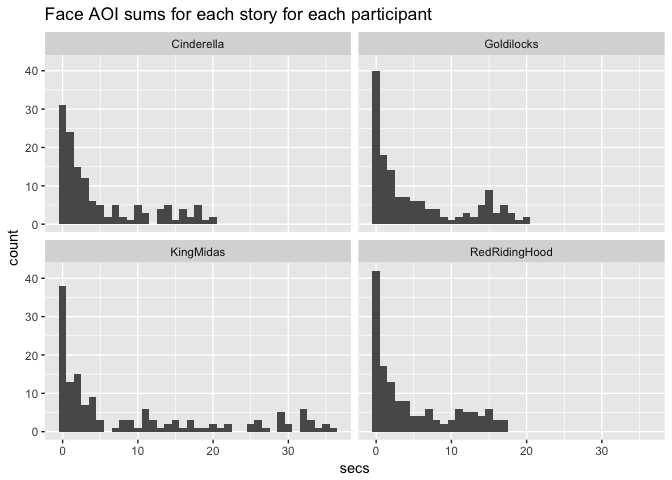 Face AOI sums for each story for each participant
Cinderella
Goldilocks
40
30
20
10
0
KingMidas
RedRidingHood
40
30
20
10
0
count
0 10 20 30
0 10 20 30
secs